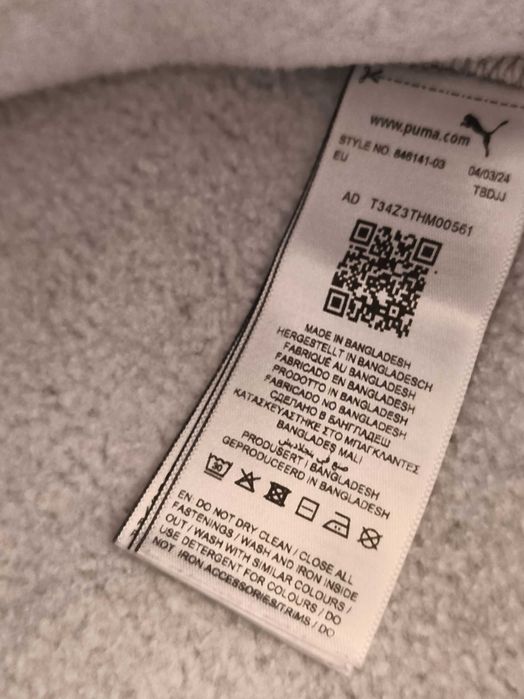 www.puma.com
STYLE NO. 846141-03 04/03/24
EU TBDJJ
AD T34Z3THM00561
MADE IN BANGLADESH
HERGESTELLT IN BANGLADESCH
FABRIQUÉ AU BANGLADESH
FABRICADO EN BANGLADESH
PRODOTTO IN BANGLADESH
FABRICADO NO BANGLADESH
СДЕЛАНО В БАНГЛАДЕШ
ΚΑΤΑΣΚΕΥΑΣΤΗΚΕ ΣΤΟ ΜΠΑΓΚΛΑΝΤΕΣ
BANGLADEŞ MALI
صنع في بنجلاديش
PRODUSERT I BANGLADESH
GEPRODUCEERD IN BANGLADESH
30
EN: DO NOT DRY CLEAN / CLOSE ALL
FASTENINGS / WASH AND IRON INSIDE
OUT / WASH WITH SIMILAR COLOURS /
USE DETERGENT FOR COLOURS / DO
NOT IRON ACCESSORIES/TRIMS / DO